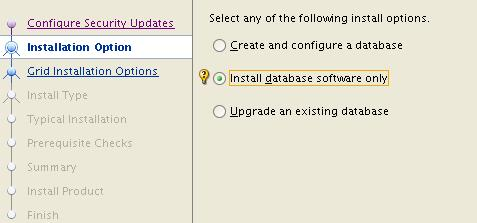 Configure Security Updates
Installation Option
Grid Installation Options
Install Type
Typical Installation
Prerequisite Checks
Summary
Install Product
Finish
Select any of the following install options.
Create and configure a database
Install database software only
Upgrade an existing database